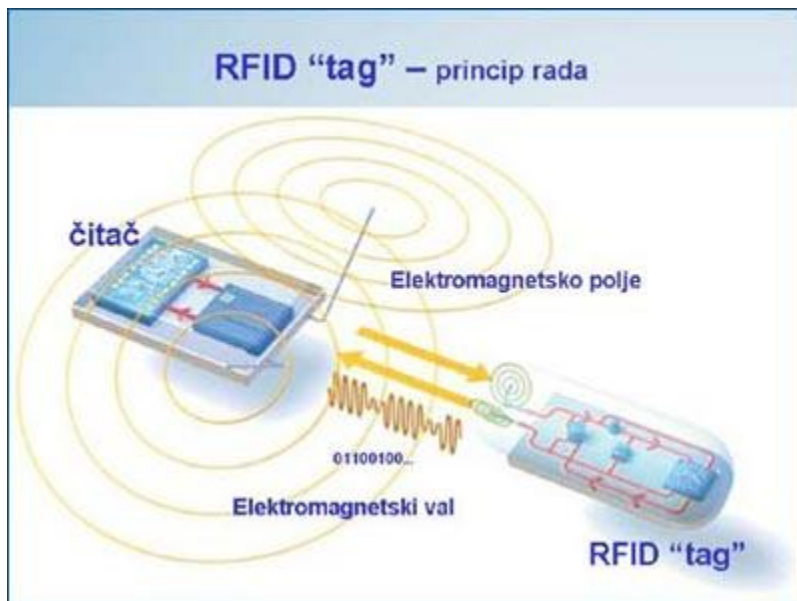 RFID “tag” – princip rada
čitač
Elektromagnetsko polje
01100100...
Elektromagnetski val
RFID “tag”